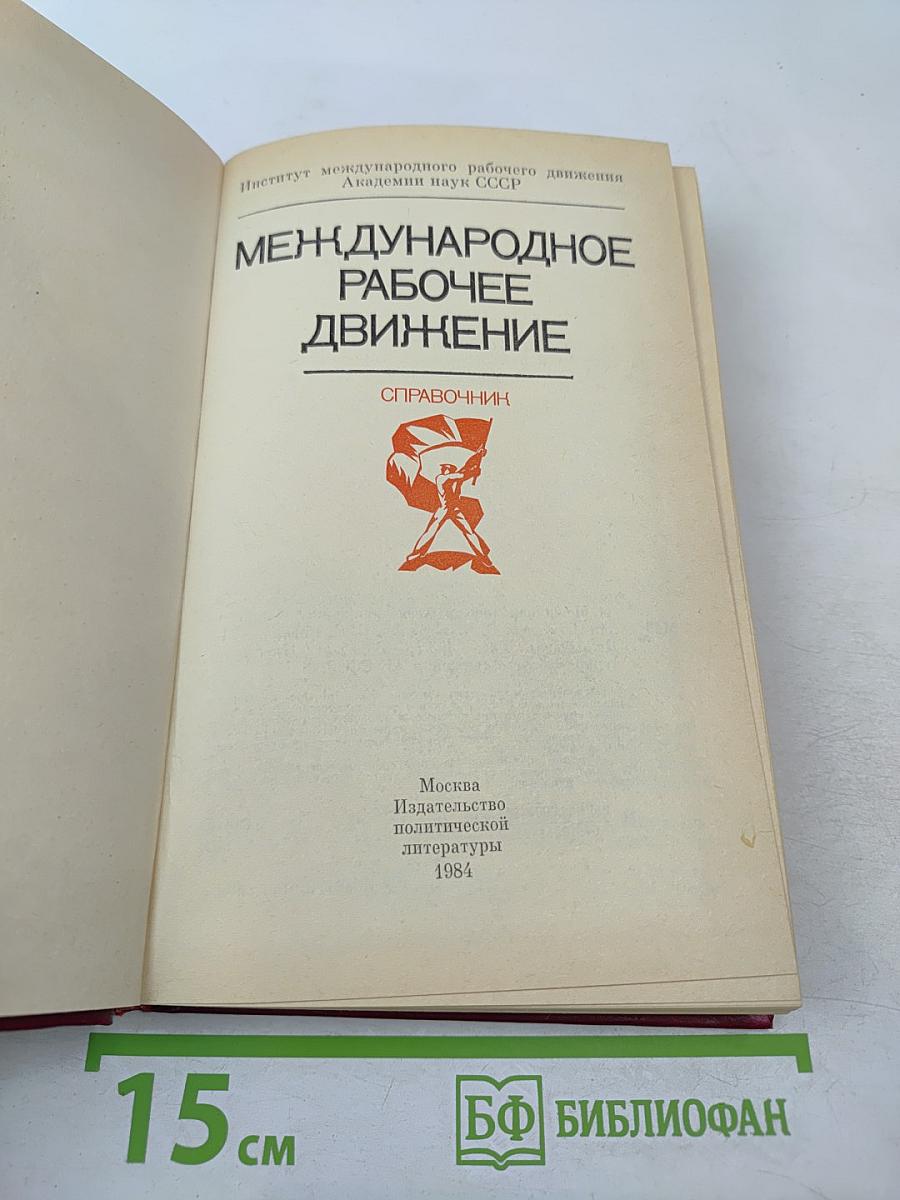 Институт международного рабочего движения
Академии наук СССР
МЕЖДУНАРОДНОЕ
РАБОЧЕЕ
ДВИЖЕНИЕ
СПРАВОЧНИК
Москва
Издательство
политической
литературы
1984
15 см
БФ БИБЛИОФАН